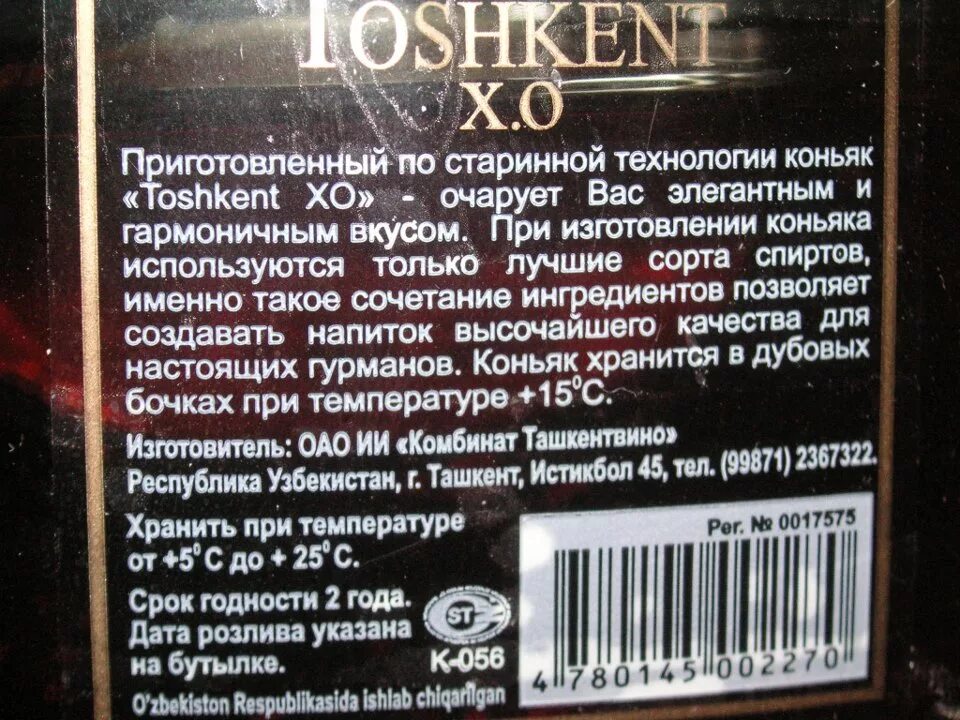 TOSHKENT
X.O
Приготовленный по старинной технологии коньяк
«Toshkent XO» - очарует Вас элегантным и
гармоничным вкусом. При изготовлении коньяка
используются только лучшие сорта спиртов,
именно такое сочетание ингредиентов позволяет
создавать напиток высочайшего качества для
настоящих гурманов. Коньяк хранится в дубовых
бочках при температуре +15⁰С.
Изготовитель: ОАО ИИ «Комбинат Ташкентвино»
Республика Узбекистан, г. Ташкент, Истикбол 45, тел. (99871) 2367322.
Хранить при температуре
от +5⁰ С до + 25⁰ С.
Срок годности 2 года.
Дата розлива указана
на бутылке.
O'zbekiston Respublikasida ishlab chiqarilgan
ST
К-056
Рег. № 0017575
4 780145 002270